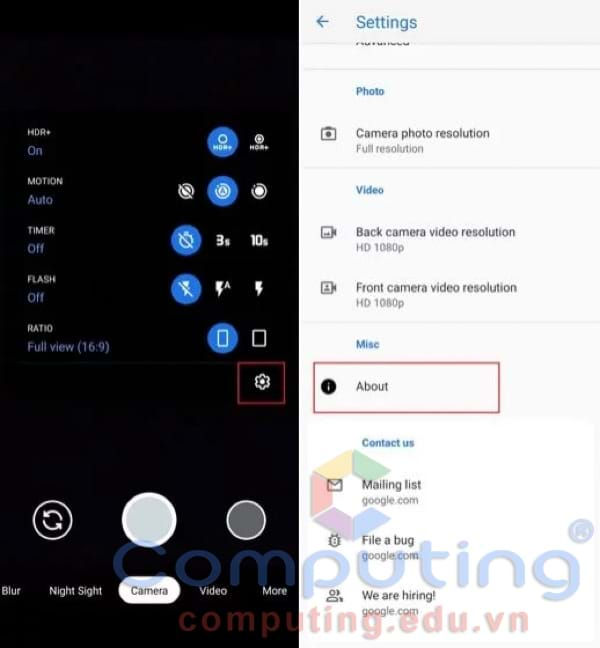 HDR+
On
HDR+ HDR+
MOTION
Auto
TIMER
Off
3s 10s
FLASH
Off
A
RATIO
Full view (16:9)
Blur Night Sight Camera Video More
Settings
Advanced
Photo
Camera photo resolution
Full resolution
Video
Back camera video resolution
HD 1080p
Front camera video resolution
HD 1080p
Misc
About
Contact us
Mailing list
google.com
File a bug
google.com
We are hiring!
google.com
Computing®
computing.edu.vn